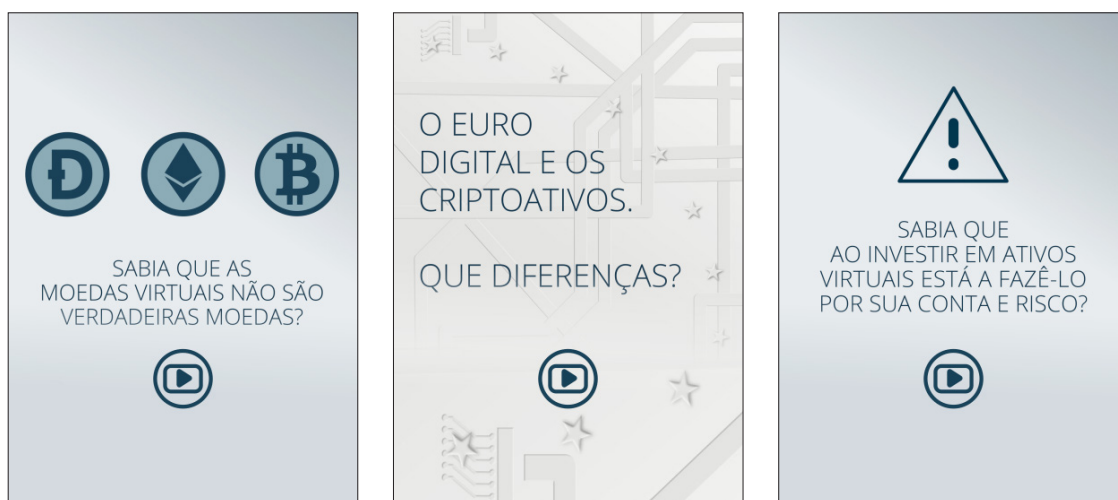 SABIA QUE AS
MOEDAS VIRTUAIS NÃO SÃO
VERDADEIRAS MOEDAS?
O EURO
DIGITAL E OS
CRIPTOATIVOS.
QUE DIFERENÇAS?
SABIA QUE
AO INVESTIR EM ATIVOS
VIRTUAIS ESTÁ A FAZÊ-LO
POR SUA CONTA E RISCO?